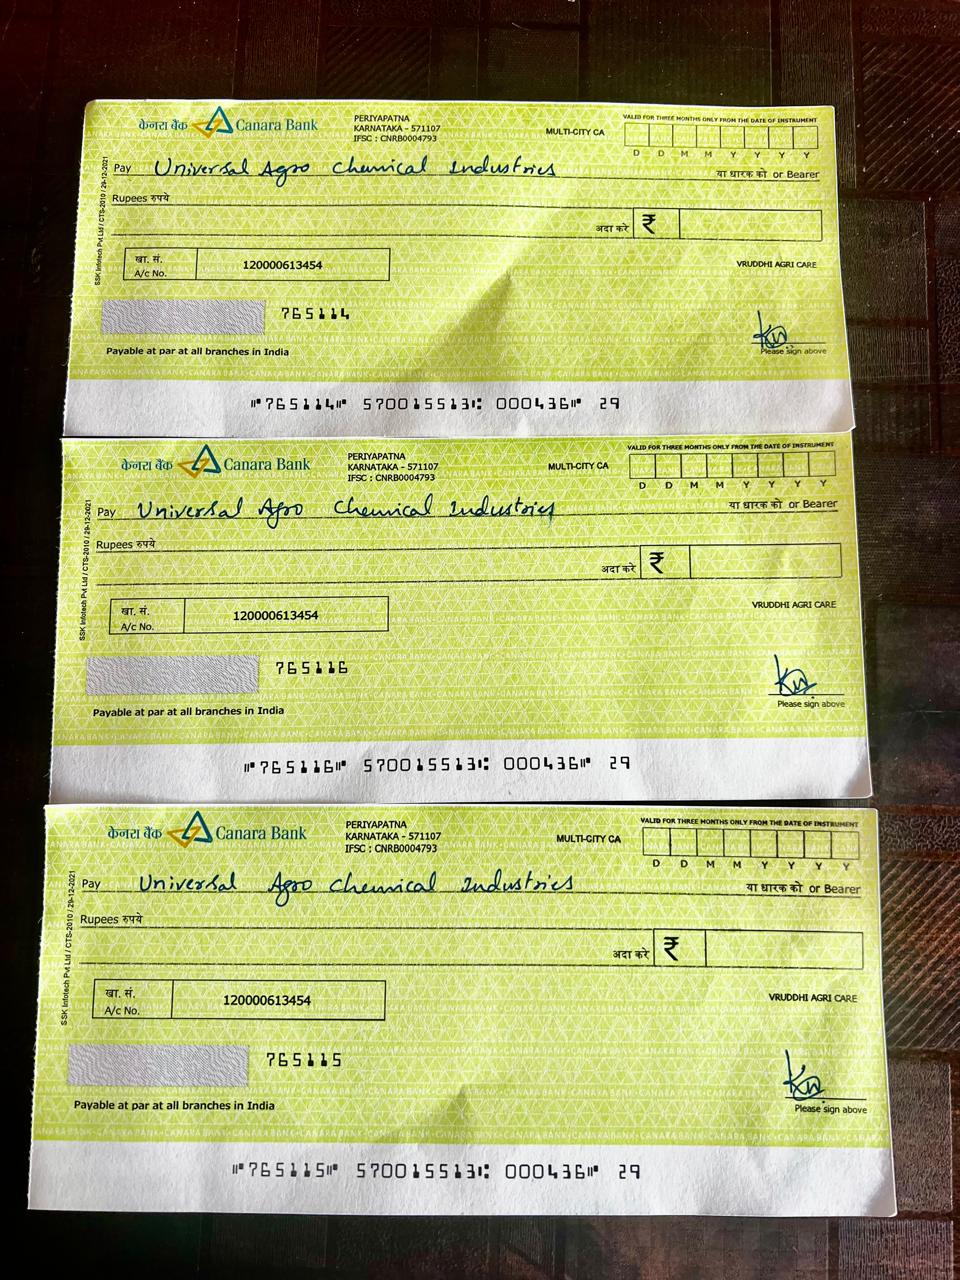 केनरा बैंक Canara Bank
PERIYAPATNA
KARNATAKA - 571107
IFSC : CNRB0004793
MULTI-CITY CA
VALID FOR THREE MONTHS ONLY FROM THE DATE OF INSTRUMENT
D D M M Y Y Y Y
Pay Universal Agro Chemical Industries या धारक को or Bearer
Rupees रुपये
अदा करे ₹
खा. सं.
A/c No. 120000613454
VRUDDHI AGRI CARE
765114
Payable at par at all branches in India
Please sign above
SSK Infotech Pvt Ltd / CTS-2010 / 29-12-2021
⑈765114⑈ 570015513⑆ 000436⑈ 29
केनरा बैंक Canara Bank
PERIYAPATNA
KARNATAKA - 571107
IFSC : CNRB0004793
MULTI-CITY CA
VALID FOR THREE MONTHS ONLY FROM THE DATE OF INSTRUMENT
D D M M Y Y Y Y
Pay Universal Agro Chemical Industries या धारक को or Bearer
Rupees रुपये
अदा करे ₹
खा. सं.
A/c No. 120000613454
VRUDDHI AGRI CARE
765116
Payable at par at all branches in India
Please sign above
SSK Infotech Pvt Ltd / CTS-2010 / 29-12-2021
⑈765116⑈ 570015513⑆ 000436⑈ 29
केनरा बैंक Canara Bank
PERIYAPATNA
KARNATAKA - 571107
IFSC : CNRB0004793
MULTI-CITY CA
VALID FOR THREE MONTHS ONLY FROM THE DATE OF INSTRUMENT
D D M M Y Y Y Y
Pay Universal Agro Chemical Industries या धारक को or Bearer
Rupees रुपये
अदा करे ₹
खा. सं.
A/c No. 120000613454
VRUDDHI AGRI CARE
765115
Payable at par at all branches in India
Please sign above
SSK Infotech Pvt Ltd / CTS-2010 / 29-12-2021
⑈765115⑈ 570015513⑆ 000436⑈ 29